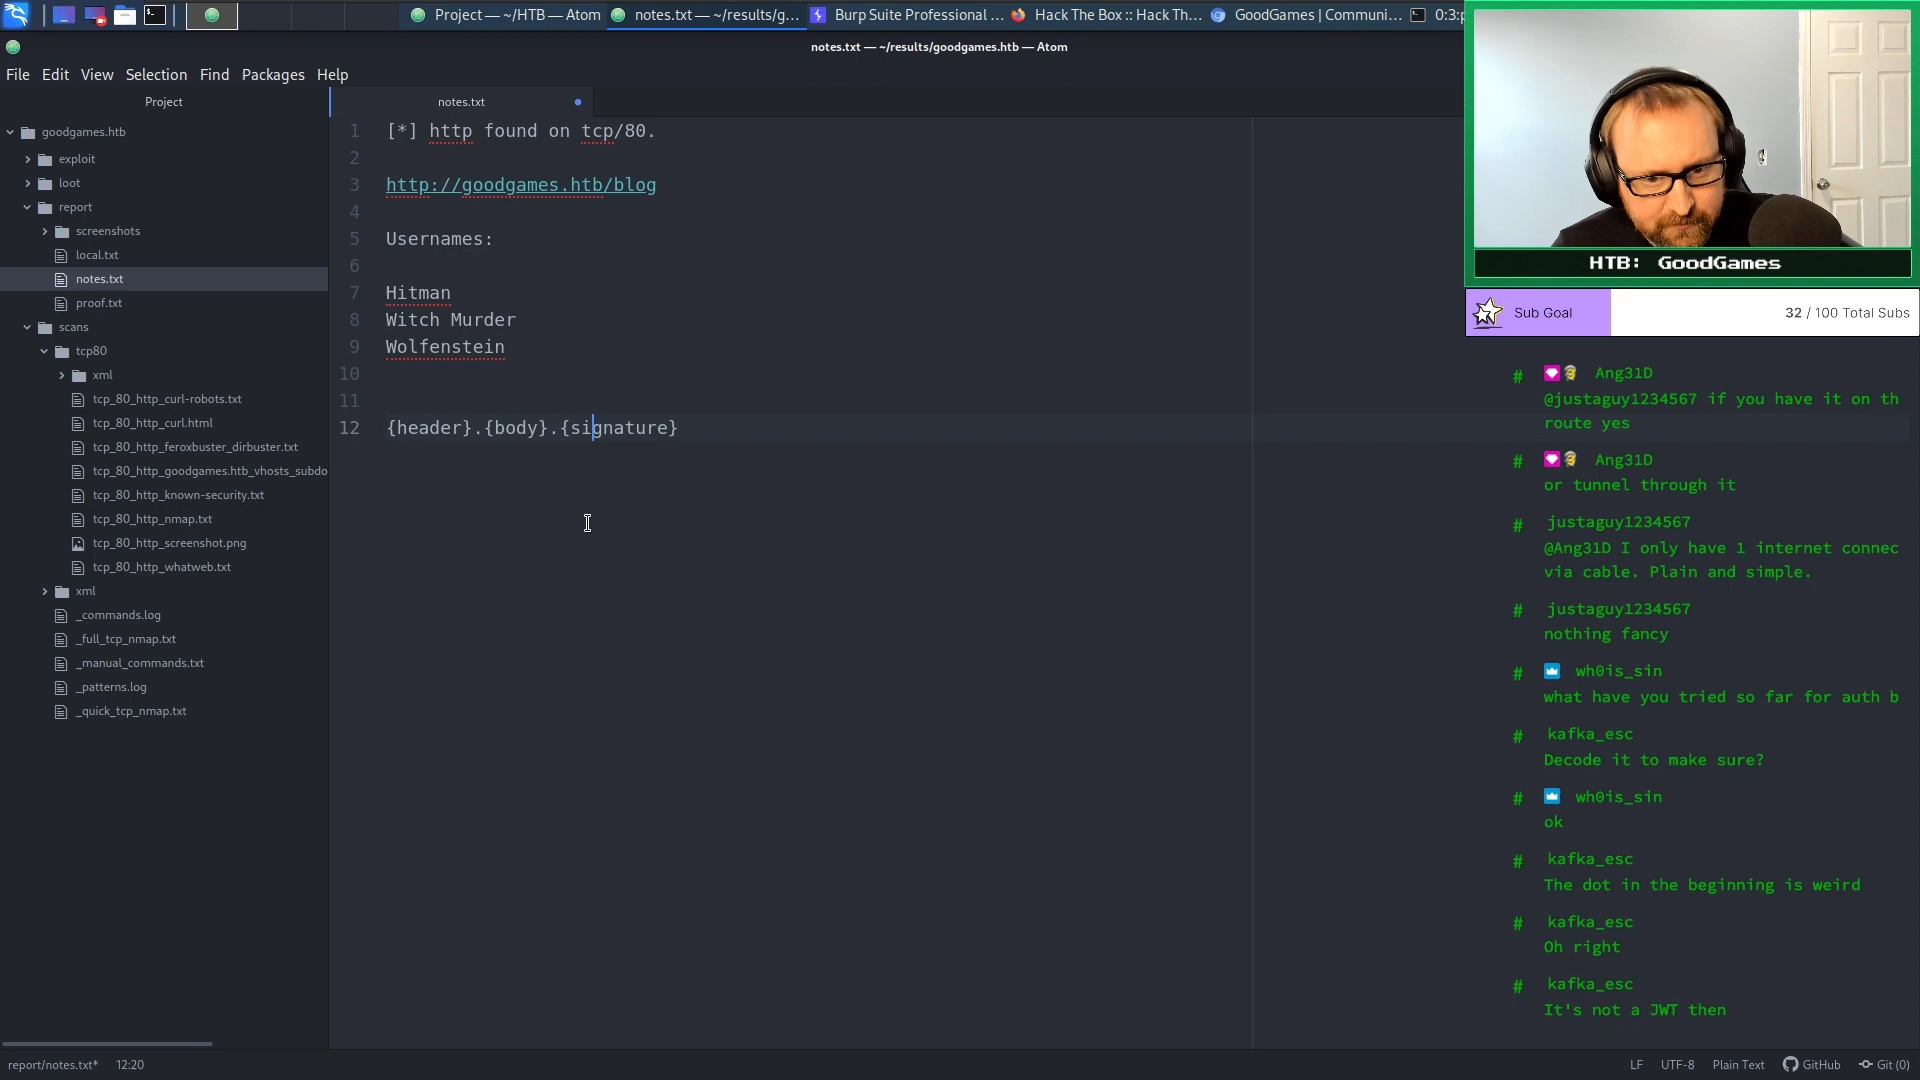 Project — ~/HTB — Atom
notes.txt — ~/results/g...
Burp Suite Professional ...
Hack The Box :: Hack Th...
GoodGames | Communi...
0:3:p
notes.txt — ~/results/goodgames.htb — Atom
File Edit View Selection Find Packages Help
Project
notes.txt
goodgames.htb
exploit
loot
report
screenshots
local.txt
notes.txt
proof.txt
scans
tcp80
xml
tcp_80_http_curl-robots.txt
tcp_80_http_curl.html
tcp_80_http_feroxbuster_dirbuster.txt
tcp_80_http_goodgames.htb_vhosts_subdo
tcp_80_http_known-security.txt
tcp_80_http_nmap.txt
tcp_80_http_screenshot.png
tcp_80_http_whatweb.txt
xml
_commands.log
_full_tcp_nmap.txt
_manual_commands.txt
_patterns.log
_quick_tcp_nmap.txt
1 [*] http found on tcp/80.
2
3 http://goodgames.htb/blog
4
5 Usernames:
6
7 Hitman
8 Witch Murder
9 Wolfenstein
10
11
12 {header}.{body}.{signature}
HTB: GoodGames
Sub Goal
32 / 100 Total Subs
# Ang31D
@justaguy1234567 if you have it on th
route yes
# Ang31D
or tunnel through it
# justaguy1234567
@Ang31D I only have 1 internet connec
via cable. Plain and simple.
# justaguy1234567
nothing fancy
# wh0is_sin
what have you tried so far for auth b
# kafka_esc
Decode it to make sure?
# wh0is_sin
ok
# kafka_esc
The dot in the beginning is weird
# kafka_esc
Oh right
# kafka_esc
It's not a JWT then
report/notes.txt* 12:20
LF UTF-8 Plain Text GitHub Git (0)